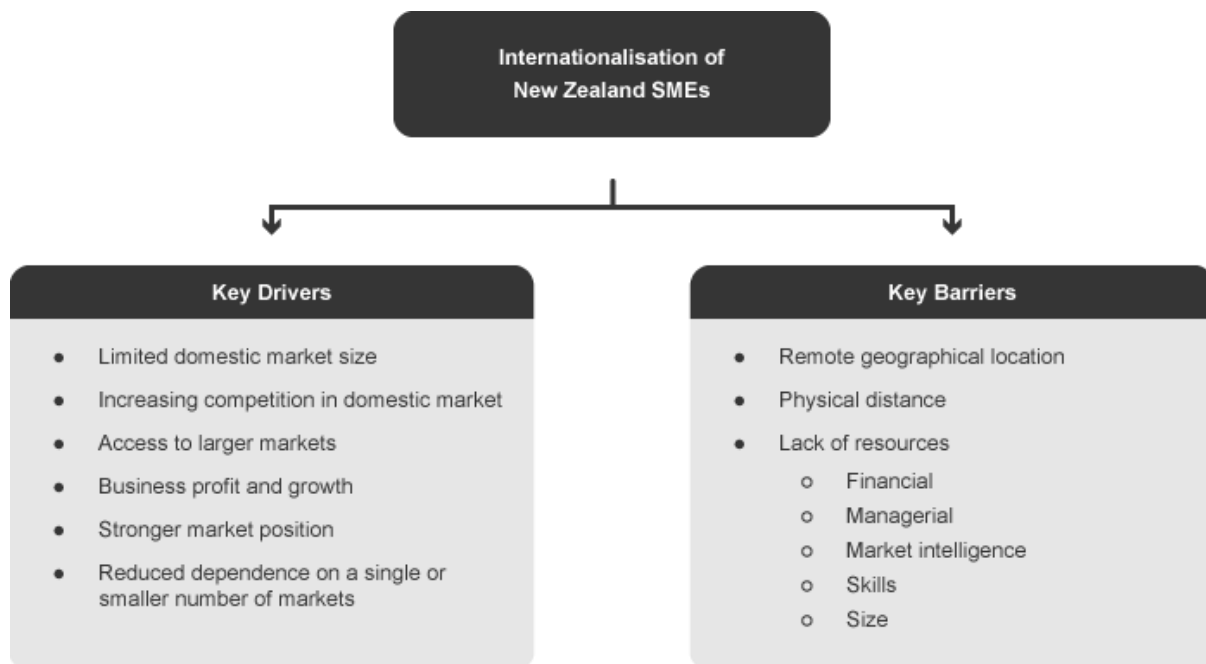 Internationalisation of
New Zealand SMEs
Key Drivers
● Limited domestic market size
● Increasing competition in domestic market
● Access to larger markets
● Business profit and growth
● Stronger market position
● Reduced dependence on a single or
smaller number of markets
Key Barriers
● Remote geographical location
● Physical distance
● Lack of resources
○ Financial
○ Managerial
○ Market intelligence
○ Skills
○ Size